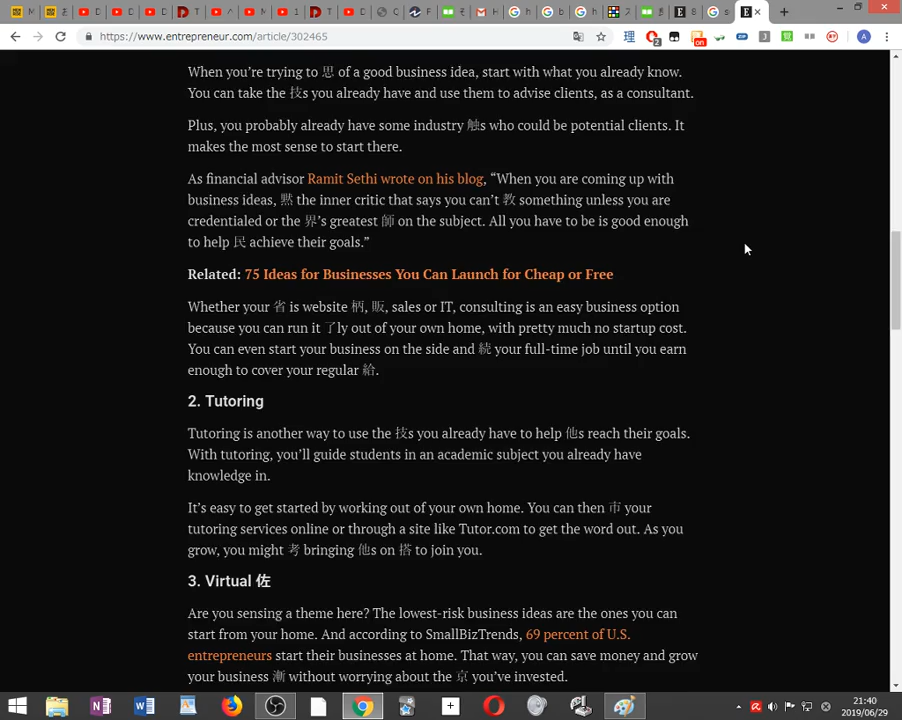 https://www.entrepreneur.com/article/302465
When you're trying to 思 of a good business idea, start with what you already know.
You can take the 技s you already have and use them to advise clients, as a consultant.
Plus, you probably already have some industry 触s who could be potential clients. It
makes the most sense to start there.
As financial advisor Ramit Sethi wrote on his blog, “When you are coming up with
business ideas, 黙 the inner critic that says you can't 教 something unless you are
credentialed or the 界's greatest 師 on the subject. All you have to be is good enough
to help 民 achieve their goals.”
Related: 75 Ideas for Businesses You Can Launch for Cheap or Free
Whether your 省 is website 柄, 販, sales or IT, consulting is an easy business option
because you can run it 了ly out of your own home, with pretty much no startup cost.
You can even start your business on the side and 続 your full-time job until you earn
enough to cover your regular 給.
2. Tutoring
Tutoring is another way to use the 技s you already have to help 他s reach their goals.
With tutoring, you'll guide students in an academic subject you already have
knowledge in.
It's easy to get started by working out of your own home. You can then 市 your
tutoring services online or through a site like Tutor.com to get the word out. As you
grow, you might 考 bringing 他s on 搭 to join you.
3. Virtual 佐
Are you sensing a theme here? The lowest-risk business ideas are the ones you can
start from your home. And according to SmallBizTrends, 69 percent of U.S.
entrepreneurs start their businesses at home. That way, you can save money and grow
your business 漸 without worrying about the 京 you've invested.
21:40
2019/06/29